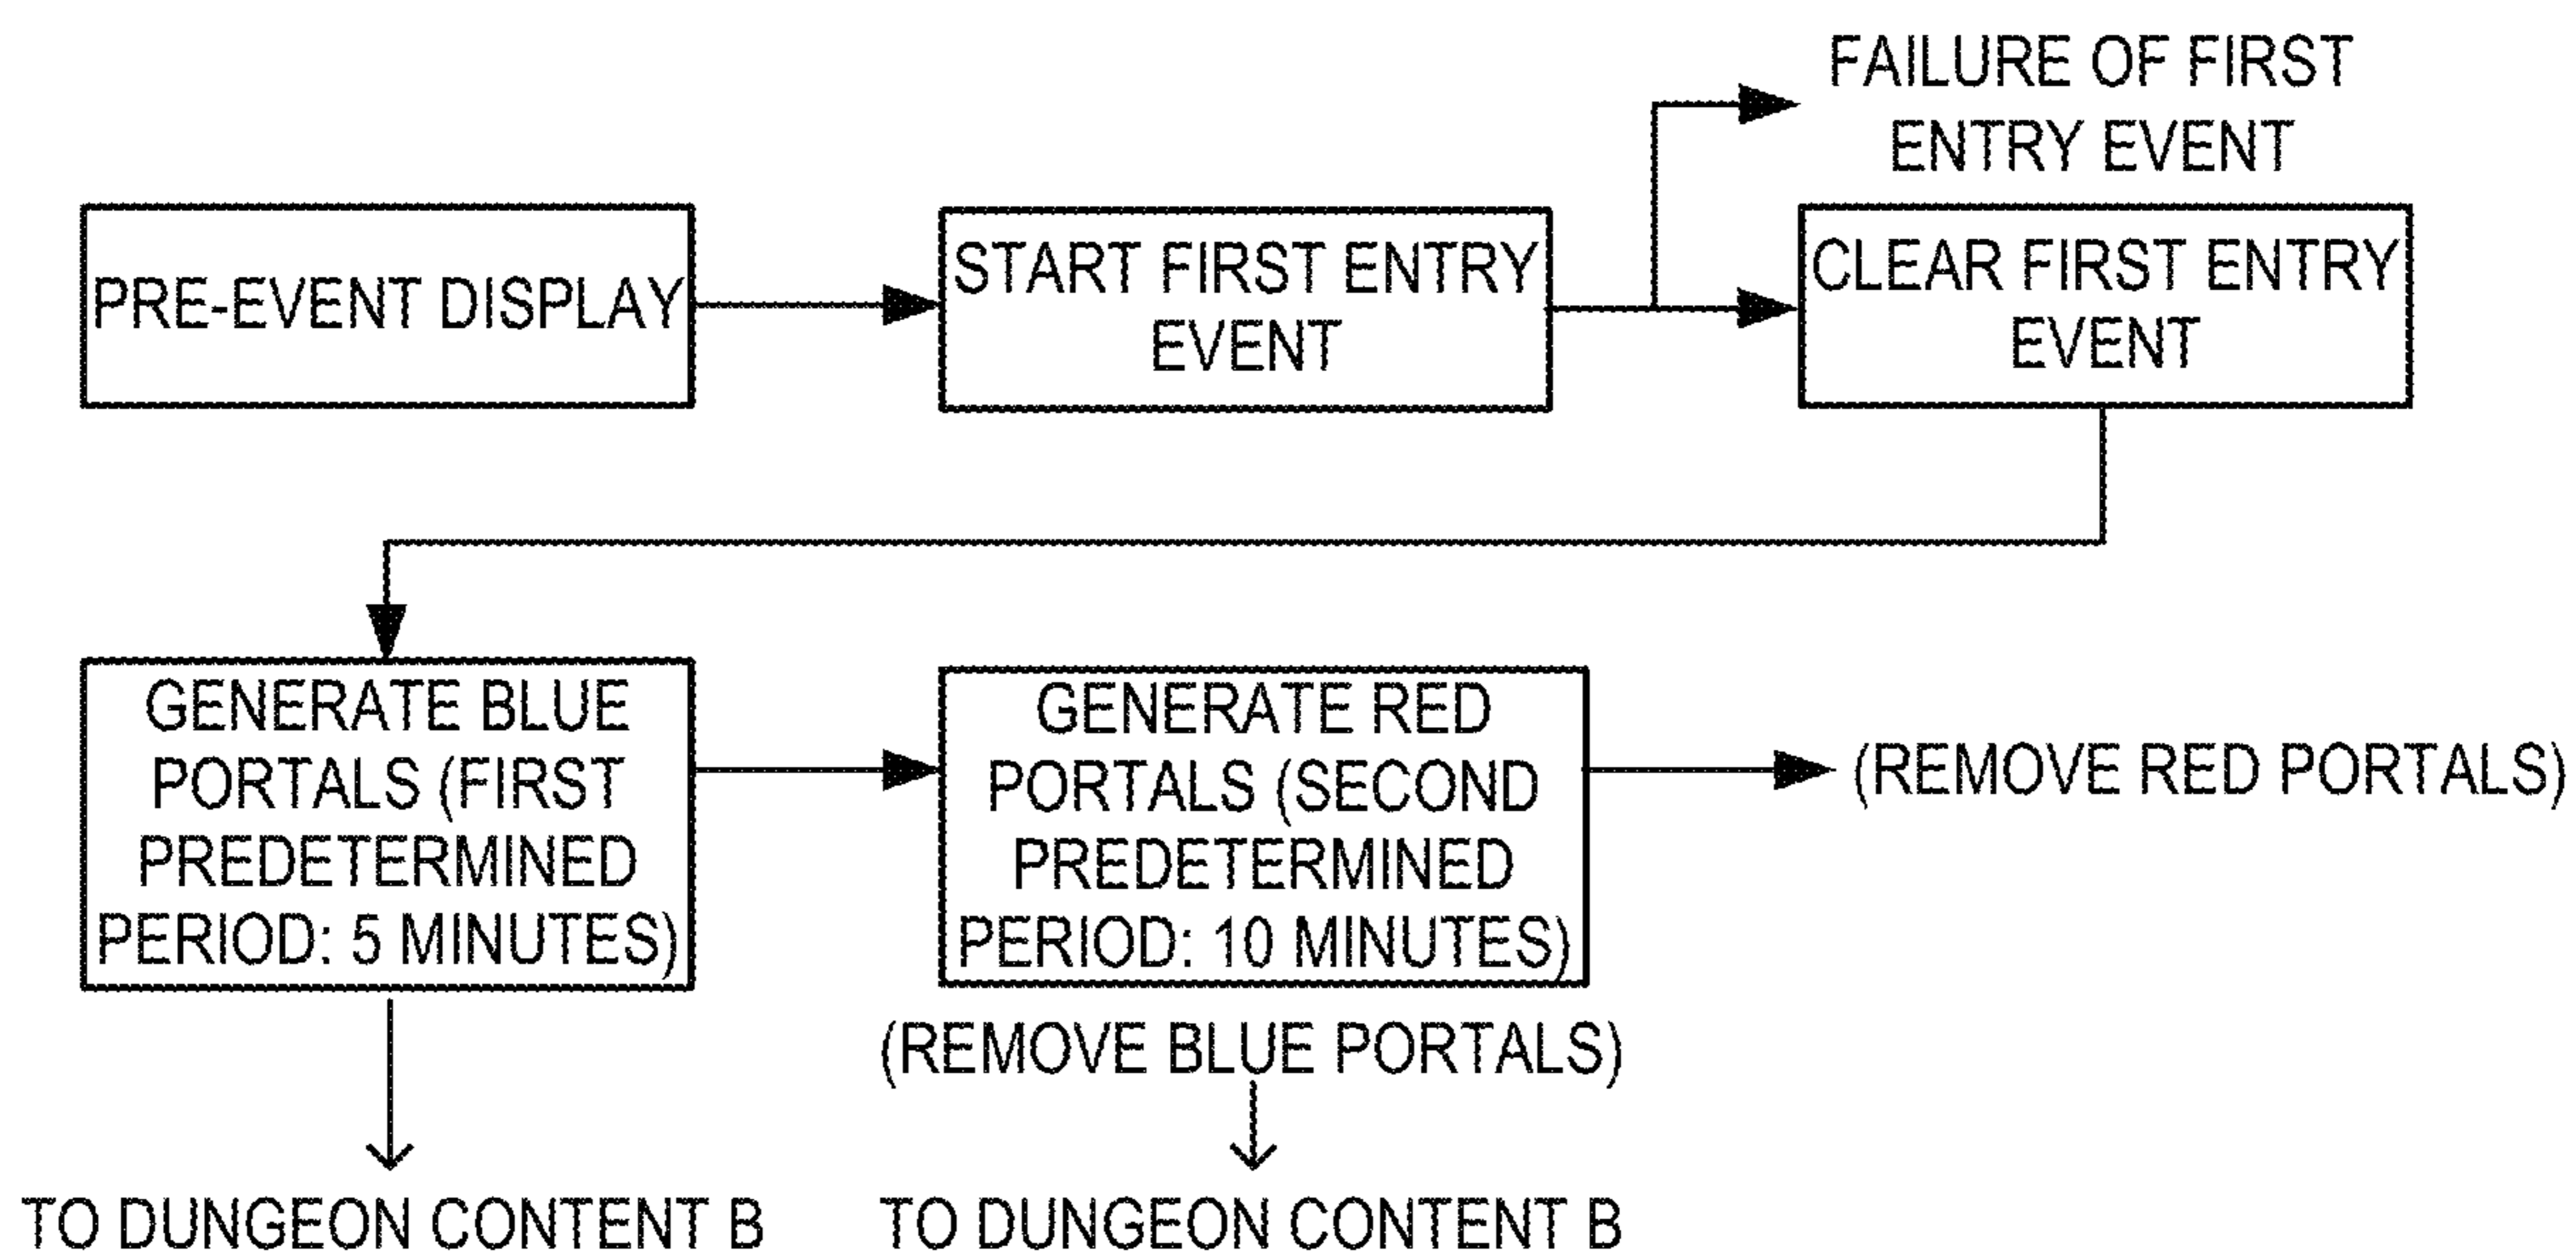 FAILURE OF FIRST
ENTRY EVENT
PRE-EVENT DISPLAY
START FIRST ENTRY
EVENT
CLEAR FIRST ENTRY
EVENT
GENERATE BLUE
PORTALS (FIRST
PREDETERMINED
PERIOD: 5 MINUTES)
GENERATE RED
PORTALS (SECOND
PREDETERMINED
PERIOD: 10 MINUTES)
(REMOVE RED PORTALS)
(REMOVE BLUE PORTALS)
TO DUNGEON CONTENT B
TO DUNGEON CONTENT B